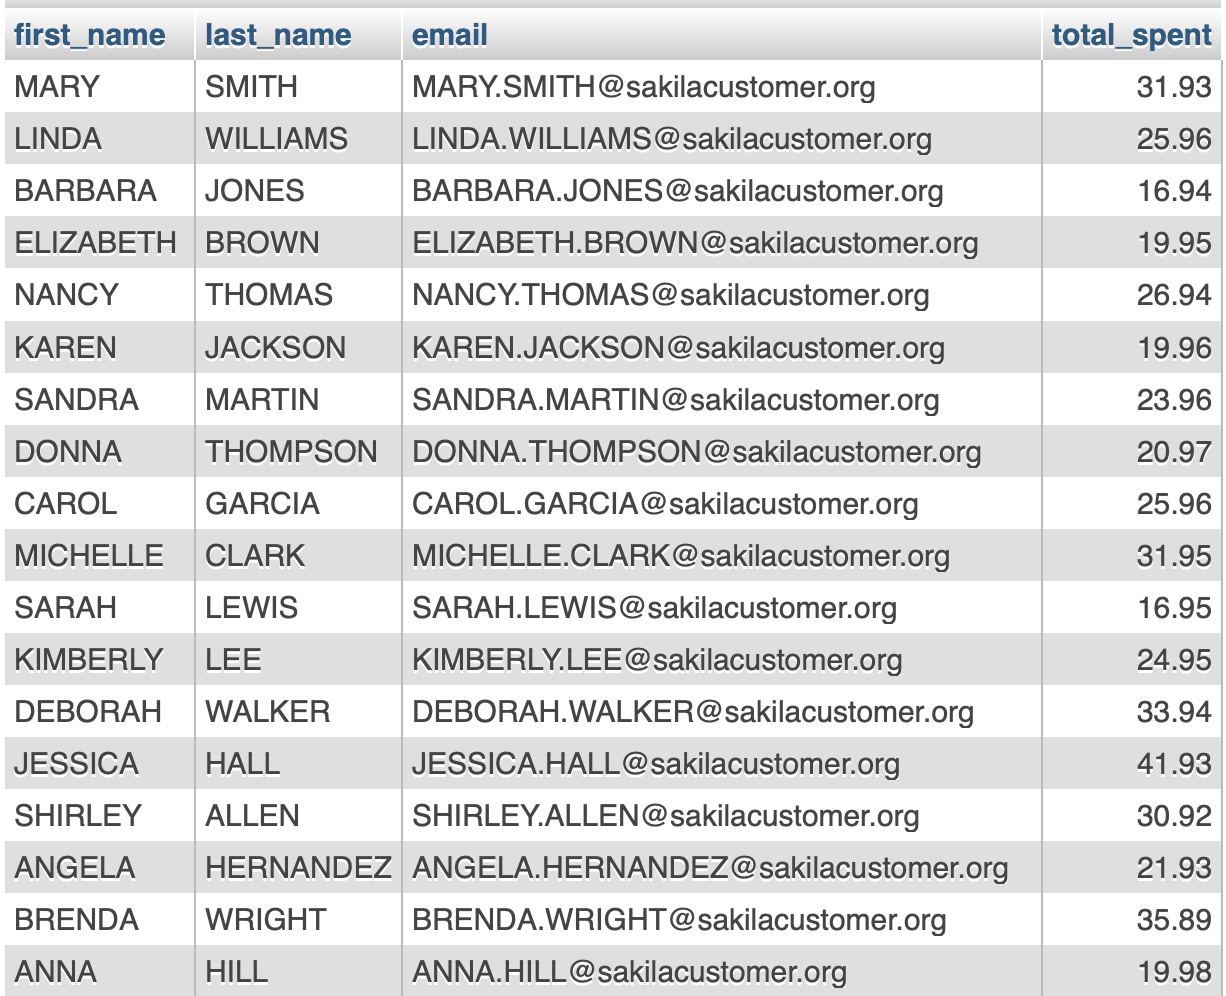 first_name last_name email total_spent
MARY SMITH MARY.SMITH@sakilacustomer.org 31.93
LINDA WILLIAMS LINDA.WILLIAMS@sakilacustomer.org 25.96
BARBARA JONES BARBARA.JONES@sakilacustomer.org 16.94
ELIZABETH BROWN ELIZABETH.BROWN@sakilacustomer.org 19.95
NANCY THOMAS NANCY.THOMAS@sakilacustomer.org 26.94
KAREN JACKSON KAREN.JACKSON@sakilacustomer.org 19.96
SANDRA MARTIN SANDRA.MARTIN@sakilacustomer.org 23.96
DONNA THOMPSON DONNA.THOMPSON@sakilacustomer.org 20.97
CAROL GARCIA CAROL.GARCIA@sakilacustomer.org 25.96
MICHELLE CLARK MICHELLE.CLARK@sakilacustomer.org 31.95
SARAH LEWIS SARAH.LEWIS@sakilacustomer.org 16.95
KIMBERLY LEE KIMBERLY.LEE@sakilacustomer.org 24.95
DEBORAH WALKER DEBORAH.WALKER@sakilacustomer.org 33.94
JESSICA HALL JESSICA.HALL@sakilacustomer.org 41.93
SHIRLEY ALLEN SHIRLEY.ALLEN@sakilacustomer.org 30.92
ANGELA HERNANDEZ ANGELA.HERNANDEZ@sakilacustomer.org 21.93
BRENDA WRIGHT BRENDA.WRIGHT@sakilacustomer.org 35.89
ANNA HILL ANNA.HILL@sakilacustomer.org 19.98